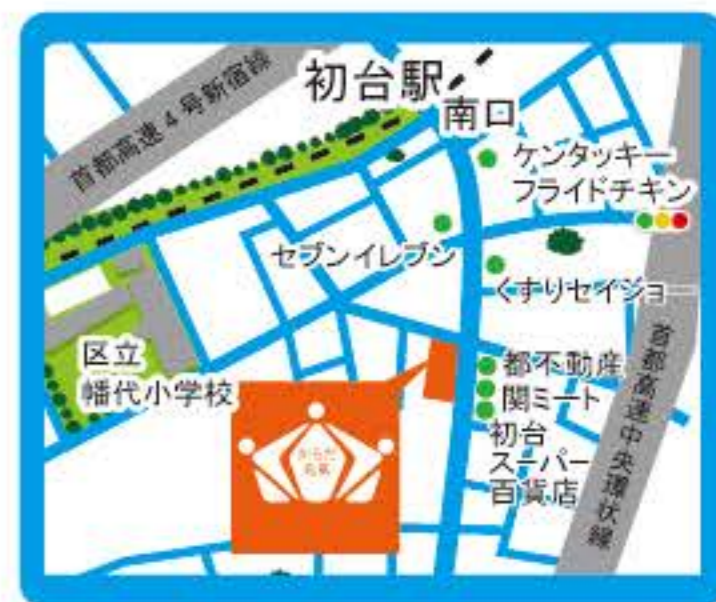 初台駅
南口
首都高速4号新宿線
ケンタッキー
フライドチキン
セブンイレブン
くすりセイジョー
区立
幡代小学校
都不動産
関ミート
初台
スーパー
百貨店
首都高速中央環状線